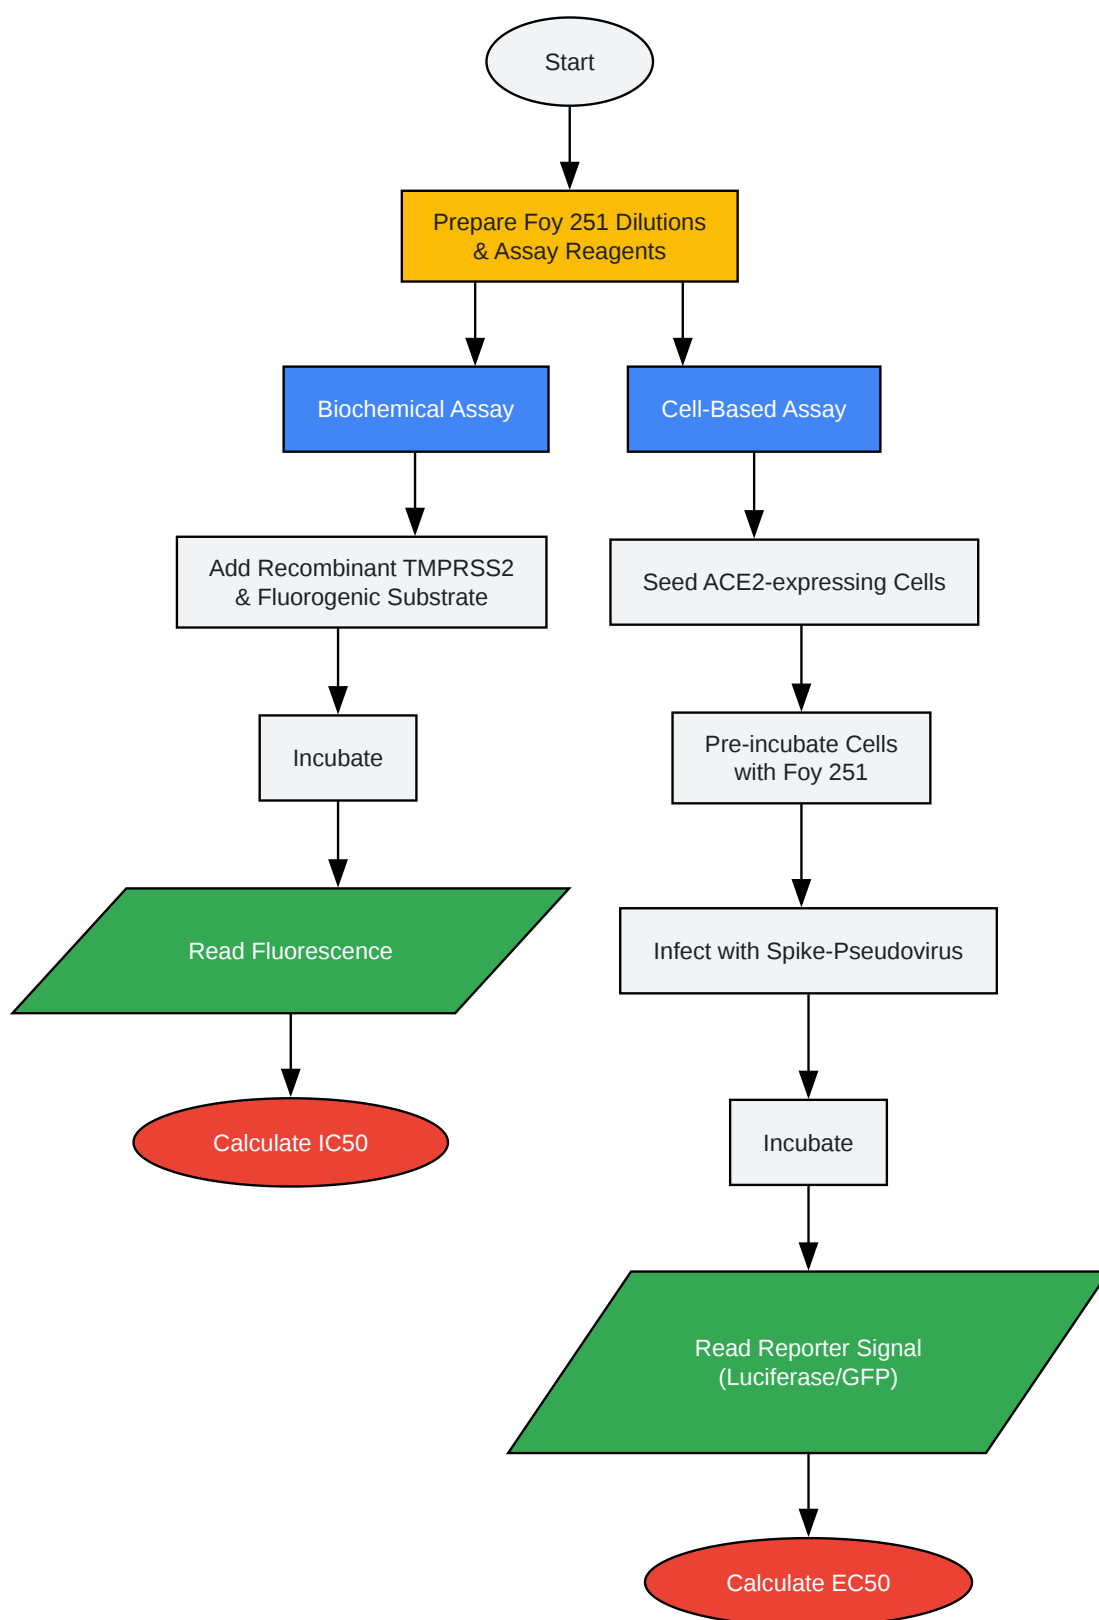 Start
Prepare Foy 251 Dilutions
& Assay Reagents
Biochemical Assay
Cell-Based Assay
Add Recombinant TMPRSS2
& Fluorogenic Substrate
Seed ACE2-expressing Cells
Incubate
Pre-incubate Cells
with Foy 251
Read Fluorescence
Infect with Spike-Pseudovirus
Calculate IC50
Incubate
Read Reporter Signal
(Luciferase/GFP)
Calculate EC50